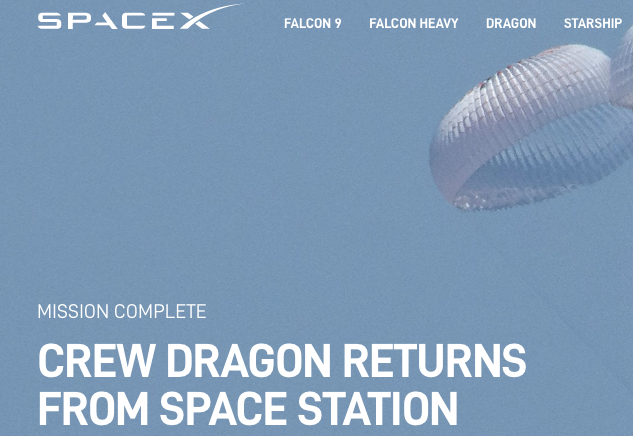 SPACEX
FALCON 9 FALCON HEAVY DRAGON STARSHIP
MISSION COMPLETE
CREW DRAGON RETURNS
FROM SPACE STATION